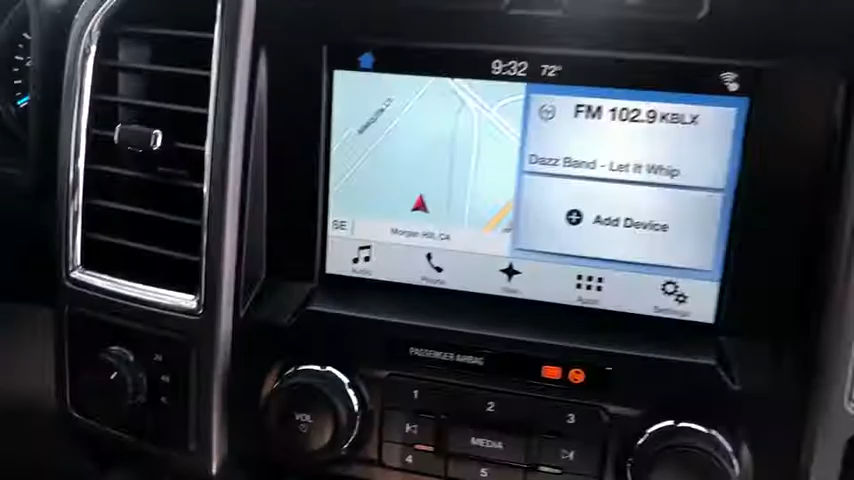 9:32 72°
FM 102.9 KBLX
Dazz Band - Let it Whip
Add Device
SE
Morgan Hill, CA
Audio
Phone
Apps
Settings
PASSENGER AIRBAG
1 2 3
VOL
MEDIA
4 5